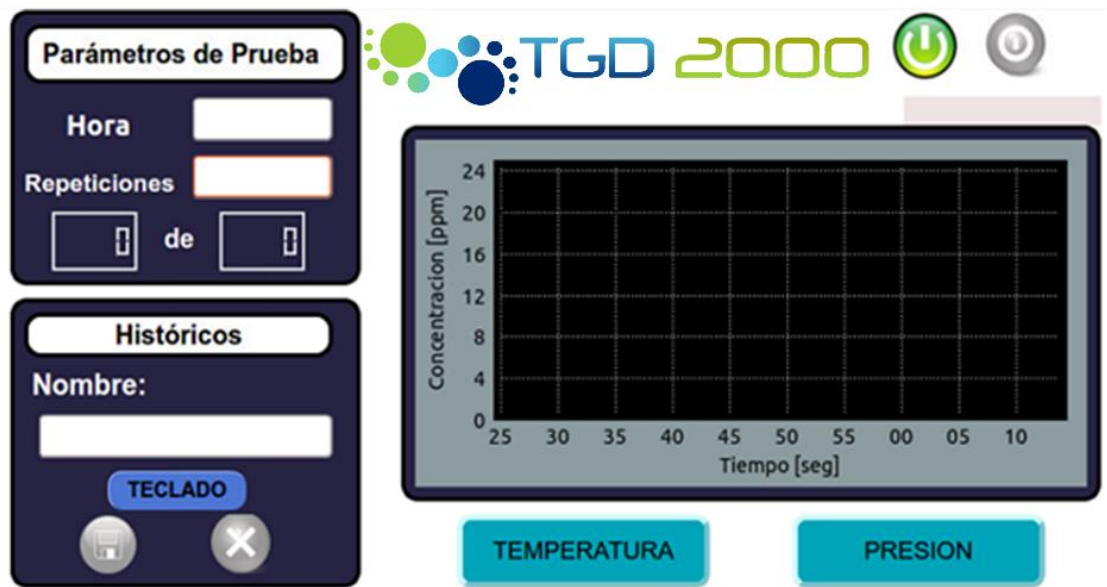 Parámetros de Prueba
Hora
Repeticiones
0 de 0
Históricos
Nombre:
TECLADO
TGD 2000
Concentracion [ppm]
24
20
16
12
8
4
0
25 30 35 40 45 50 55 00 05 10
Tiempo [seg]
TEMPERATURA
PRESION